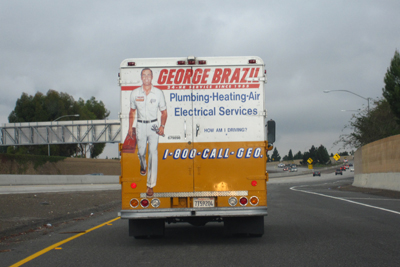 GEORGE BRAZIL
Plumbing-Heating-Air
Electrical Services
HOW AM I DRIVING?
1-800-CALL-GEO.